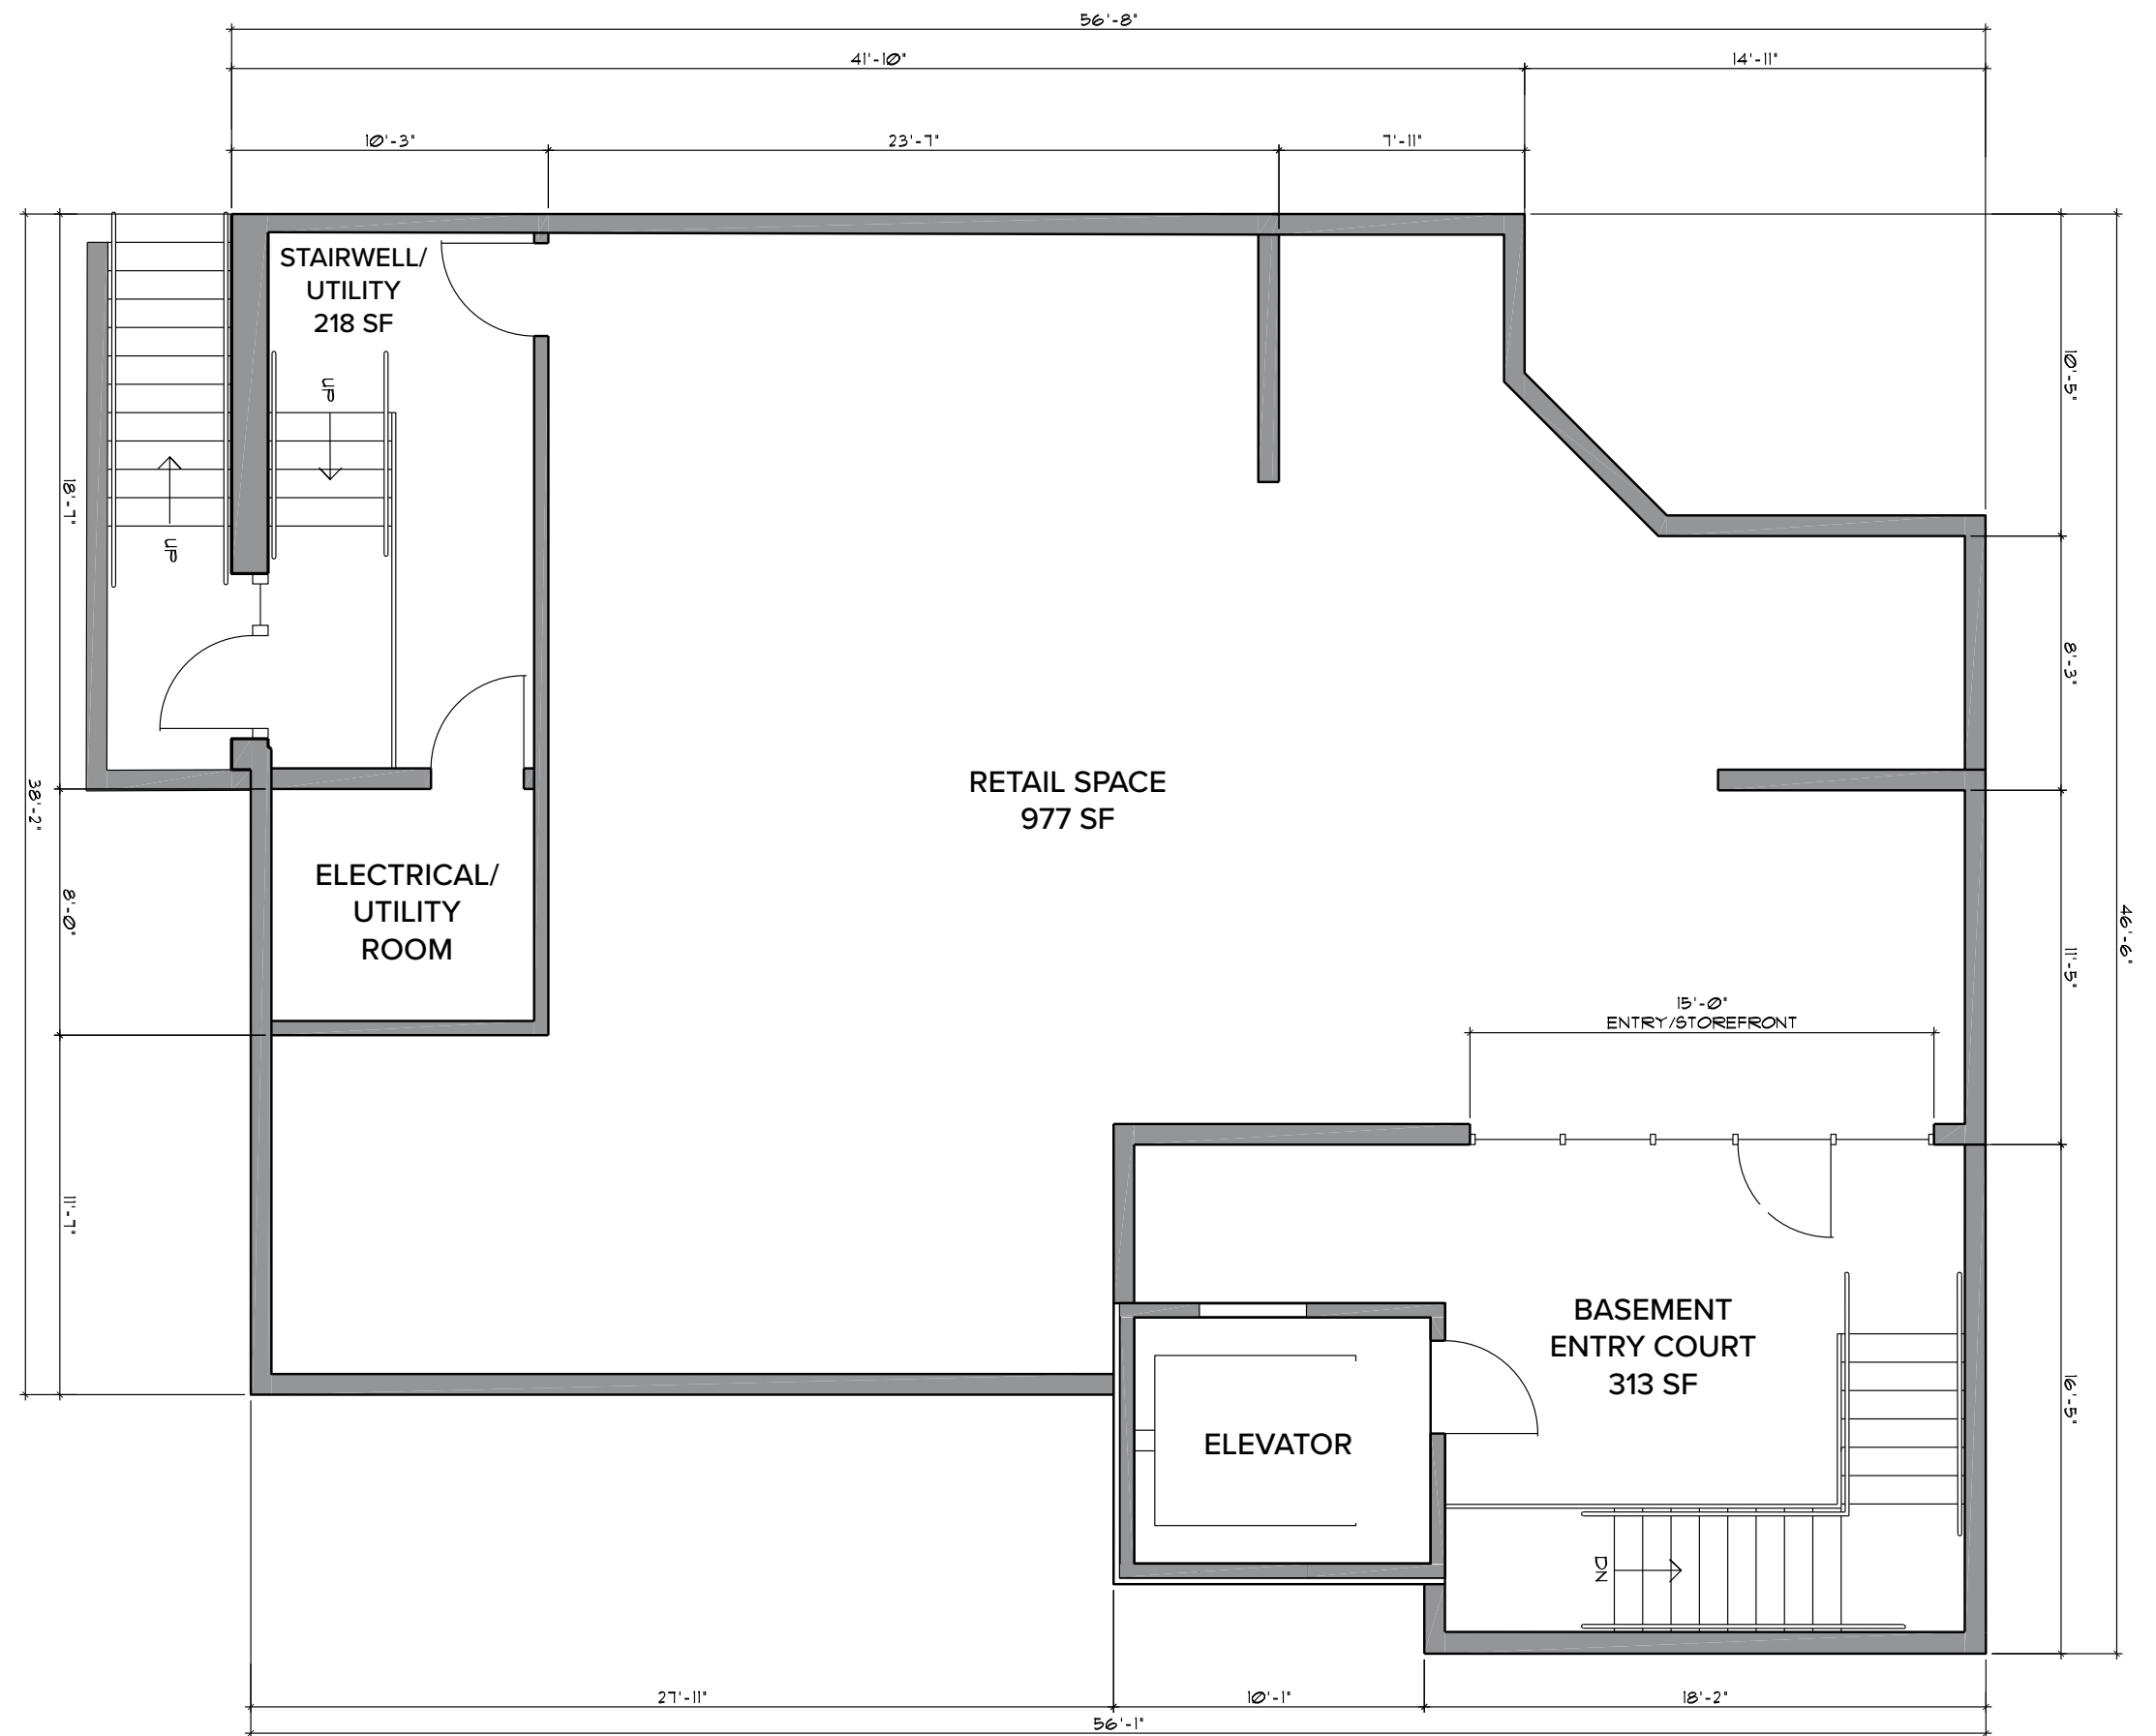 56'-8"
41'-10"
14'-11"
10'-3"
23'-7"
7'-11"
STAIRWELL/
UTILITY
218 SF
UP
UP
10'-5"
18'-7"
8'-3"
38'-2"
RETAIL SPACE
977 SF
ELECTRICAL/
UTILITY
ROOM
8'-0"
46'-6"
11'-5"
15'-0"
ENTRY/STOREFRONT
11'-7"
BASEMENT
ENTRY COURT
313 SF
16'-5"
ELEVATOR
DN
27'-11"
10'-1"
18'-2"
56'-1"